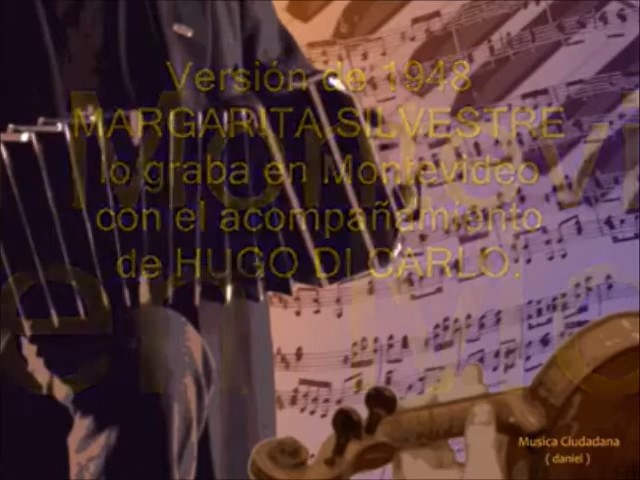 Versión de 1948
MARGARITA SILVESTRE
lo graba en Montevideo
con el acompañamiento
de HUGO DI CARLO.
Musica Ciudadana
( daniel )